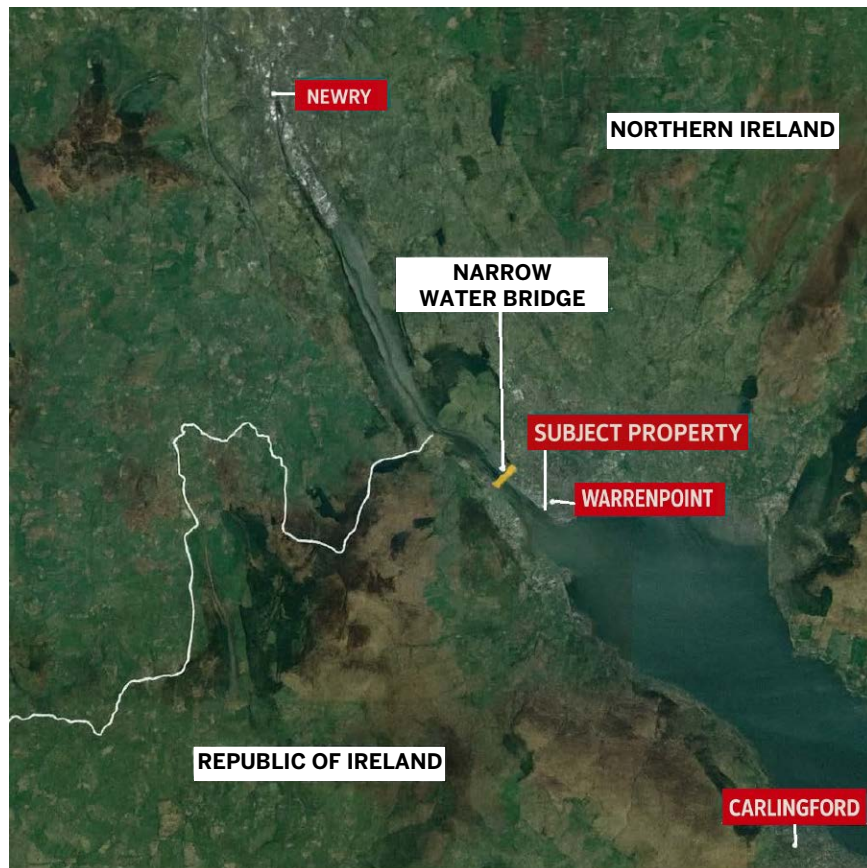 NEWRY
NORTHERN IRELAND
NARROW
WATER BRIDGE
SUBJECT PROPERTY
WARRENPOINT
REPUBLIC OF IRELAND
CARLINGFORD